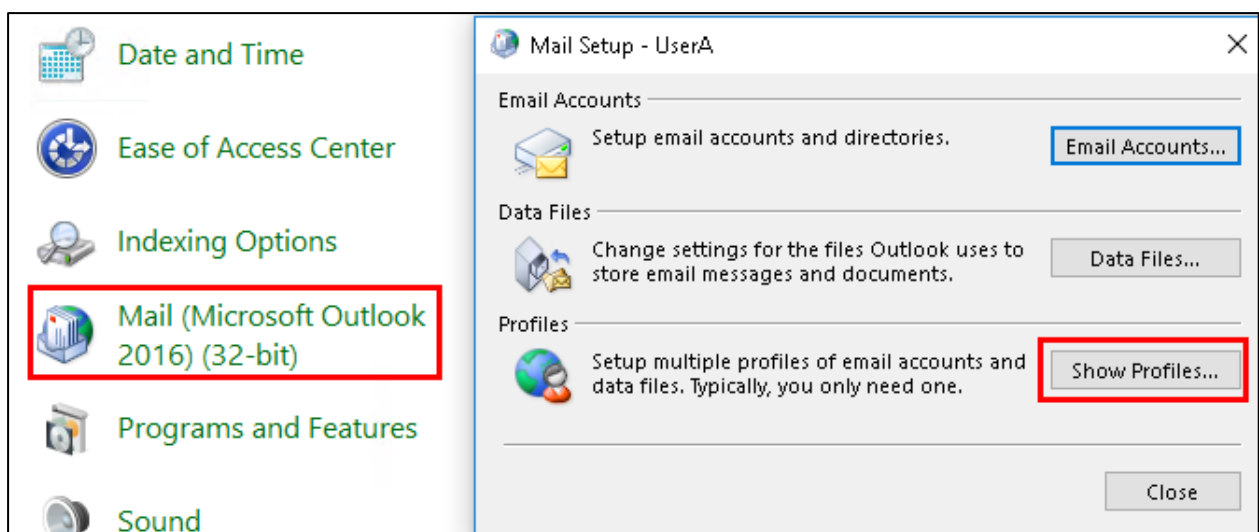 Date and Time
Ease of Access Center
Indexing Options
Mail (Microsoft Outlook
2016) (32-bit)
Programs and Features
Sound
Mail Setup - UserA
Email Accounts
Setup email accounts and directories.
Email Accounts...
Data Files
Change settings for the files Outlook uses to
store email messages and documents.
Data Files...
Profiles
Setup multiple profiles of email accounts and
data files. Typically, you only need one.
Show Profiles...
Close